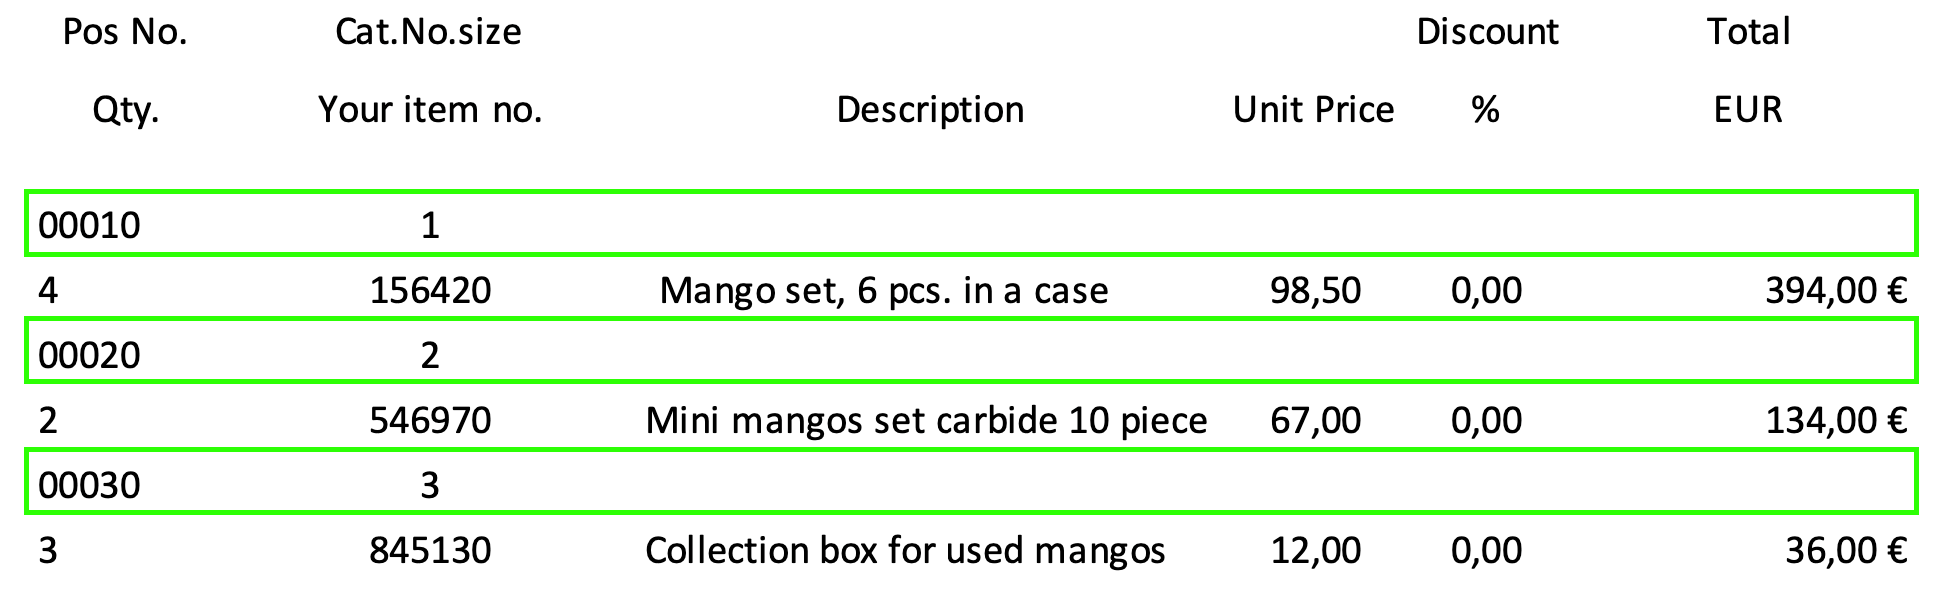 Pos No. Cat.No.size Discount Total
Qty. Your item no. Description Unit Price % EUR
00010 1
4 156420 Mango set, 6 pcs. in a case 98,50 0,00 394,00 €
00020 2
2 546970 Mini mangos set carbide 10 piece 67,00 0,00 134,00 €
00030 3
3 845130 Collection box for used mangos 12,00 0,00 36,00 €